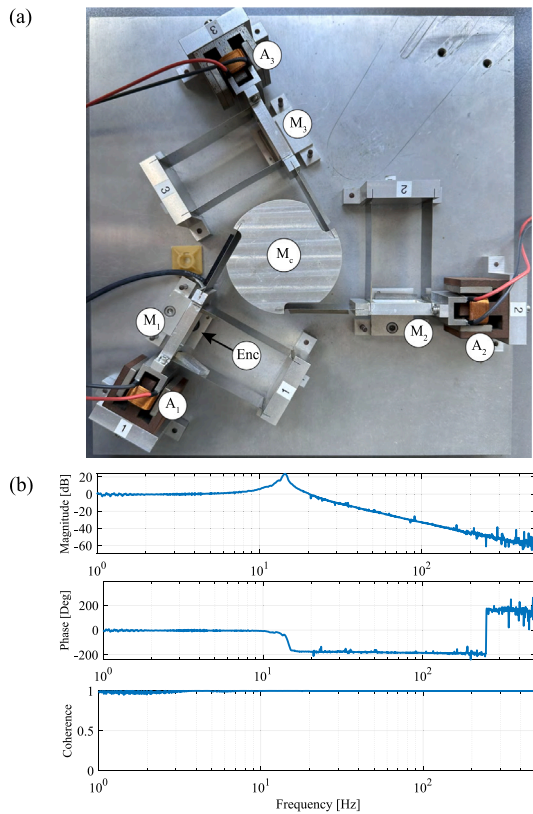 (a)
3
A3
M3
3
2
Mc
M1
Enc
M2
A2
2
1
A1
1
(b)
Magnitude [dB]
20
0
-20
-40
-60
10^0
10^1
10^2
Phase [Deg]
200
0
-200
10^0
10^1
10^2
Coherence
1
0.5
0
10^0
10^1
10^2
Frequency [Hz]